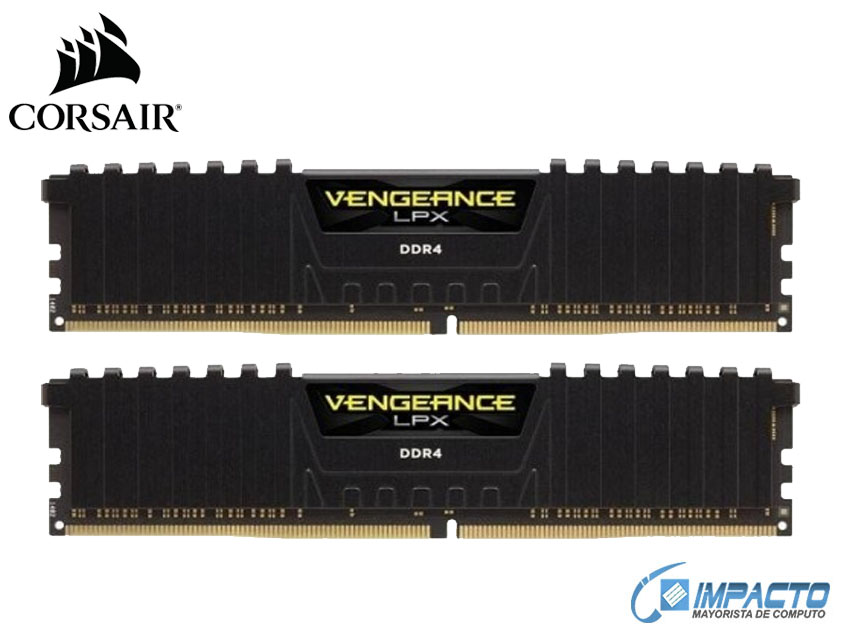 CORSAIR®
VENGEANCE
LPX
DDR4
VENGEANCE
LPX
DDR4
IMPACTO
MAYORISTA DE COMPUTO